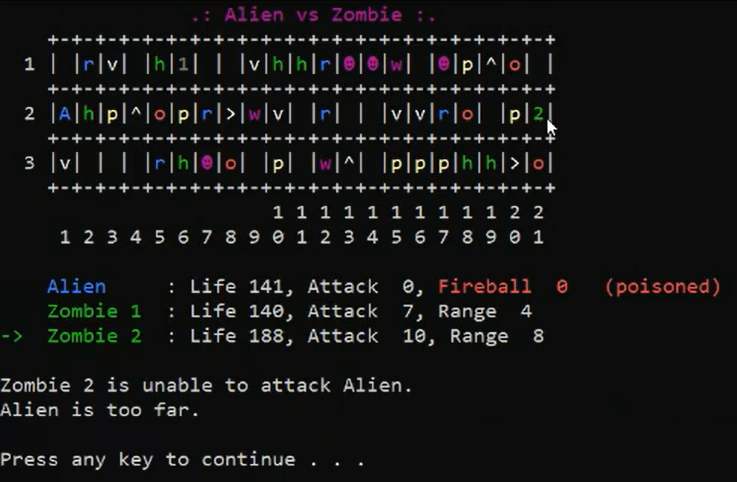 .: Alien vs Zombie :.
+-+-+-+-+-+-+-+-+-+-+-+-+-+-+-+-+-+-+-+-+-+
1 | |r|v| |h|1| | |v|h|h|r|☻|☻|w| |☻|p|^|o| |
+-+-+-+-+-+-+-+-+-+-+-+-+-+-+-+-+-+-+-+-+-+
2 |A|h|p|^|o|p|r|>|w|v| |r| | |v|v|r|o| |p|2|
+-+-+-+-+-+-+-+-+-+-+-+-+-+-+-+-+-+-+-+-+-+
3 |v| | | |r|h|☻|o| |p| |w|^| |p|p|p|h|h|>|o|
+-+-+-+-+-+-+-+-+-+-+-+-+-+-+-+-+-+-+-+-+-+
1 1 1 1 1 1 1 1 1 1 2 2
1 2 3 4 5 6 7 8 9 0 1 2 3 4 5 6 7 8 9 0 1
Alien : Life 141, Attack 0, Fireball 0 (poisoned)
Zombie 1 : Life 140, Attack 7, Range 4
-> Zombie 2 : Life 188, Attack 10, Range 8
Zombie 2 is unable to attack Alien.
Alien is too far.
Press any key to continue . . .